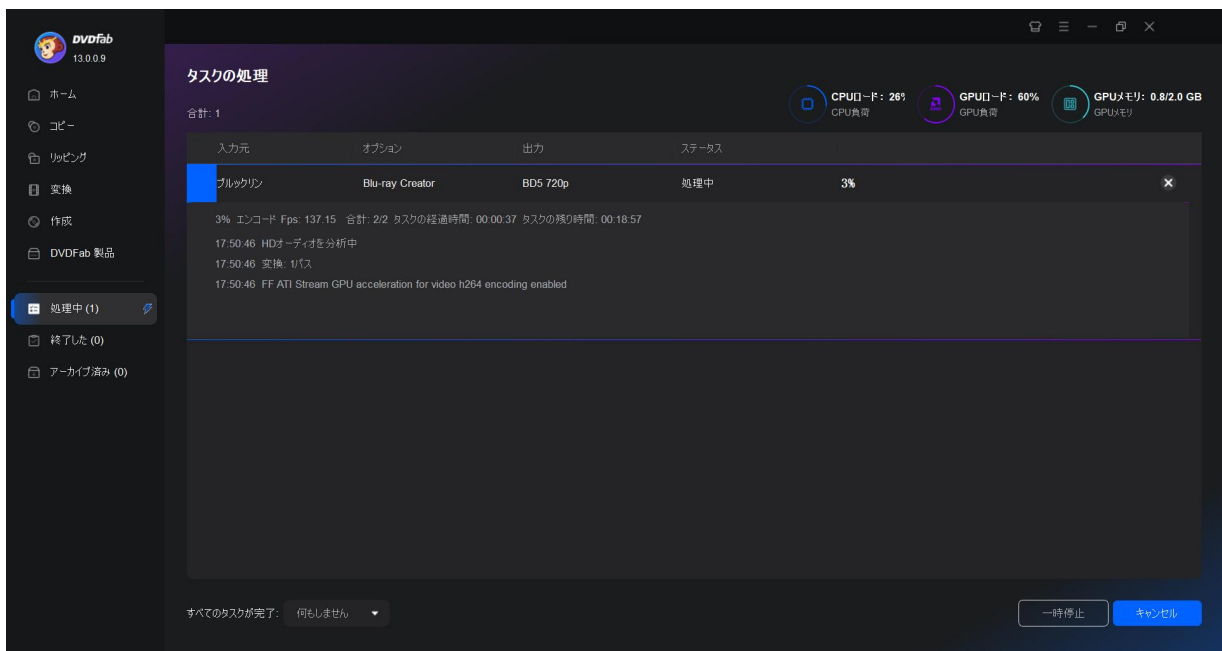 DVDFab
13.0.0.9
ホーム
コピー
リッピング
変換
作成
DVDFab 製品
処理中 (1)
終了した (0)
アーカイブ済み (0)
タスクの処理
合計: 1
CPUロード: 26%
CPU負荷
GPUロード: 60%
GPU負荷
GPUメモリ: 0.8/2.0 GB
GPUメモリ
入力元 オプション 出力 ステータス
ブルックリン Blu-ray Creator BD5 720p 処理中 3%
3% エンコード Fps: 137.15 合計: 2/2 タスクの経過時間: 00:00:37 タスクの残り時間: 00:18:57
17:50:46 HDオーディオを分析中
17:50:46 変換: 1パス
17:50:46 FF ATI Stream GPU acceleration for video h264 encoding enabled
すべてのタスクが完了: 何もしません
一時停止 キャンセル